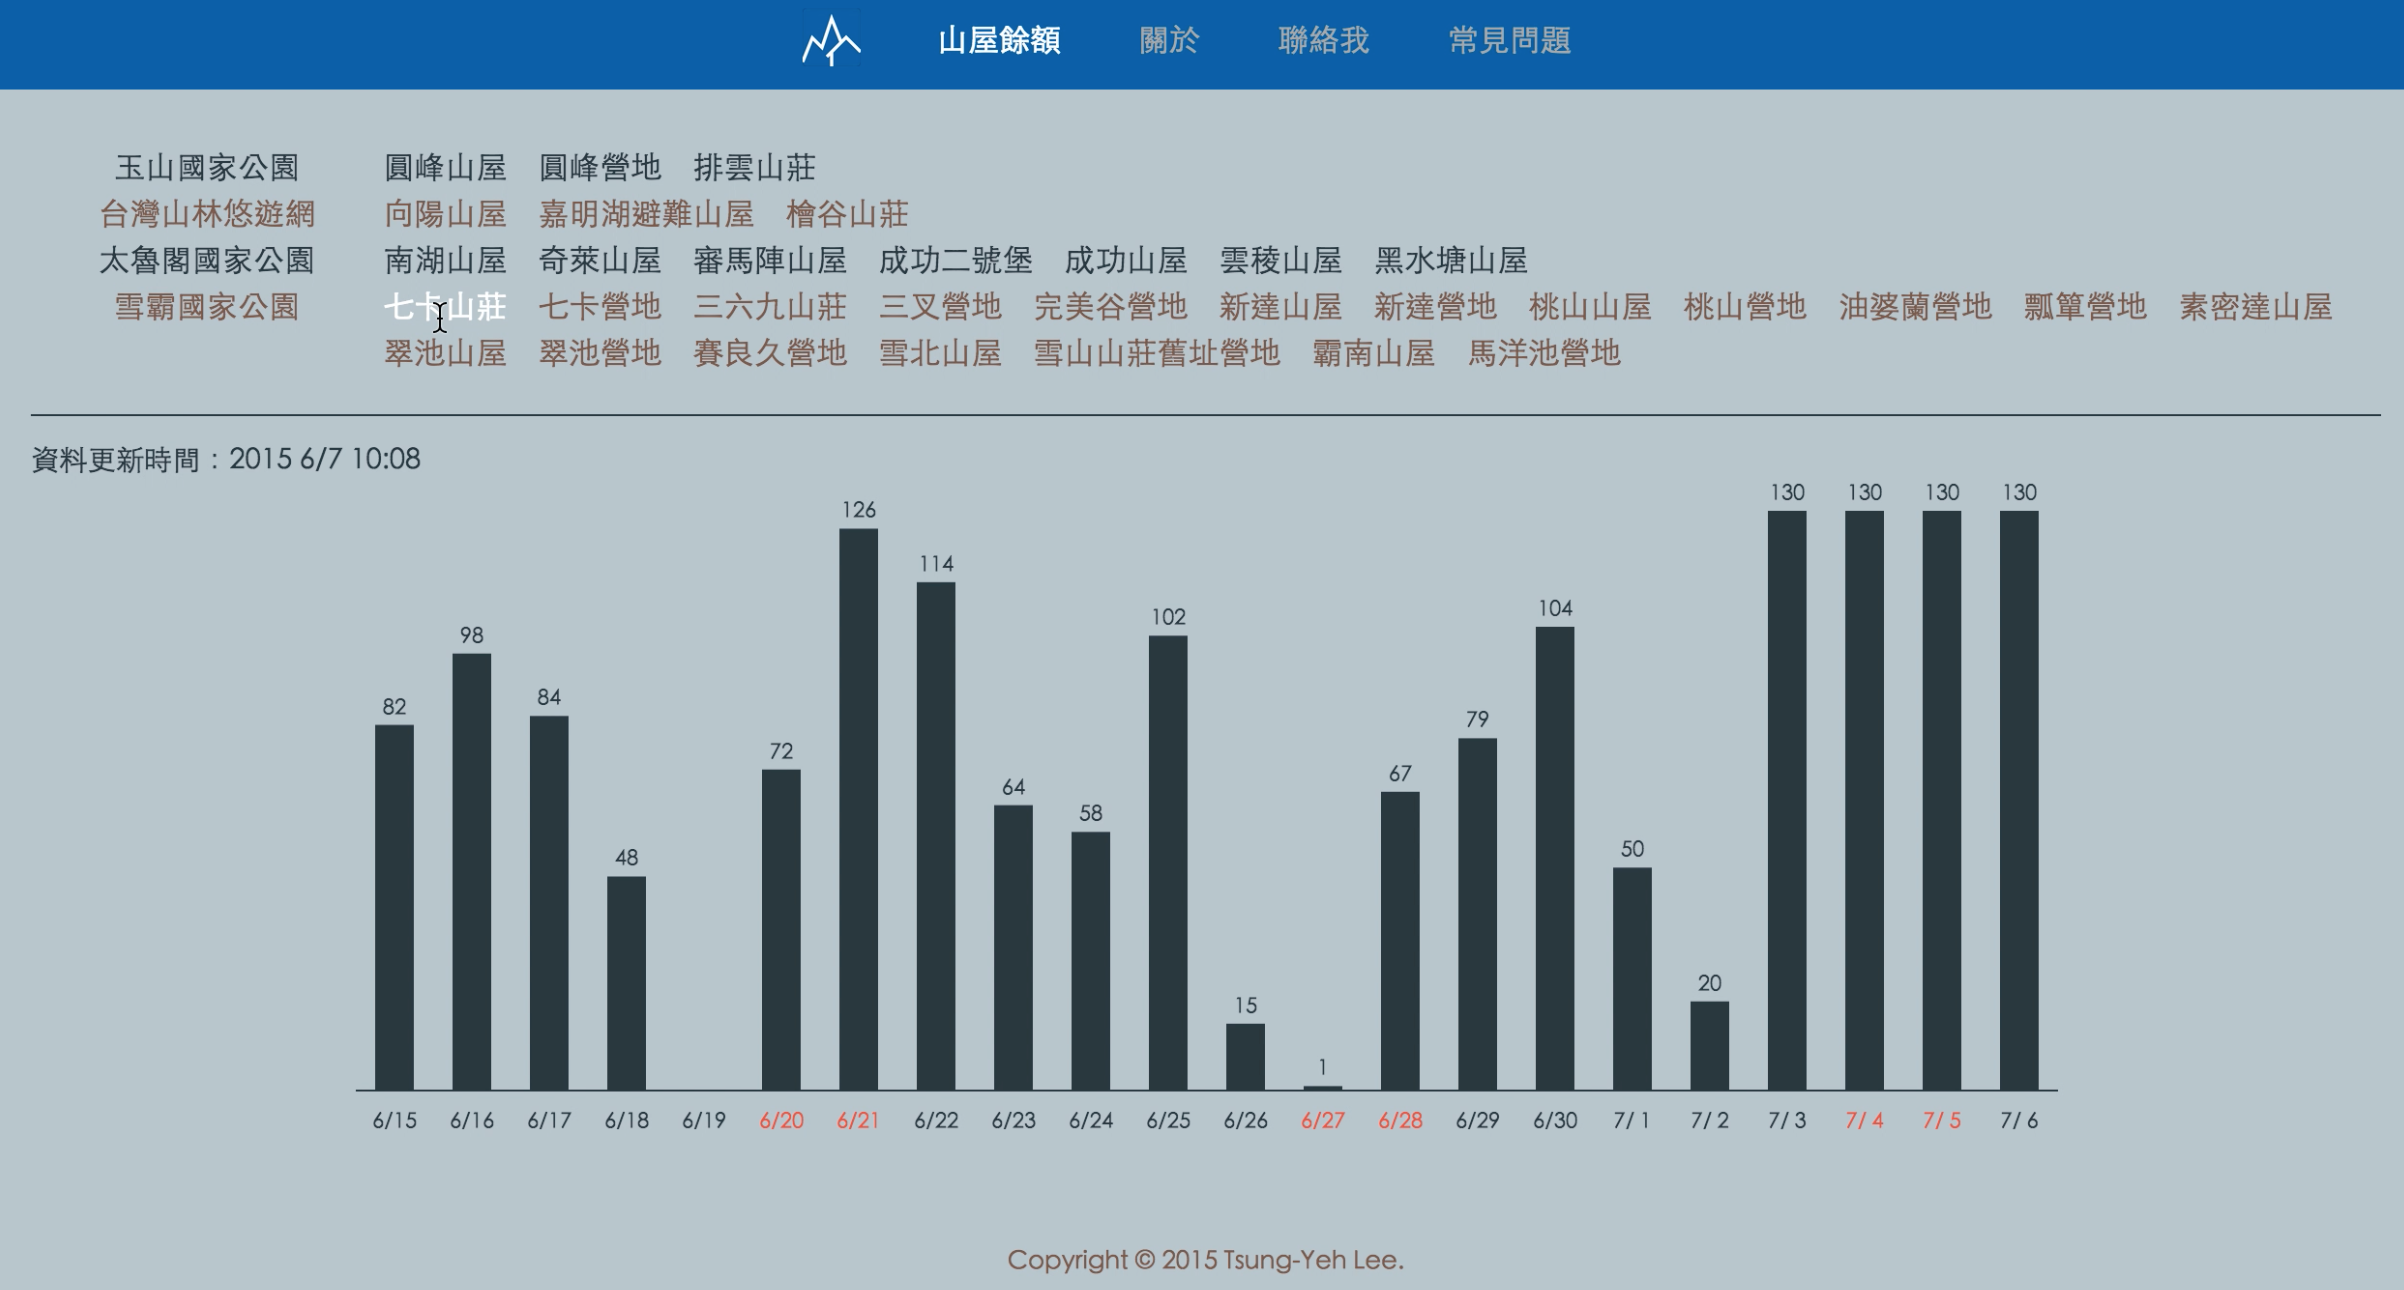 山屋餘額 關於 聯絡我 常見問題
玉山國家公園 圓峰山屋 圓峰營地 排雲山莊
台灣山林悠遊網 向陽山屋 嘉明湖避難山屋 檜谷山莊
太魯閣國家公園 南湖山屋 奇萊山屋 審馬陣山屋 成功二號堡 成功山屋 雲稜山屋 黑水塘山屋
雪霸國家公園 七卡山莊 七卡營地 三六九山莊 三叉營地 完美谷營地 新達山屋 新達營地 桃山山屋 桃山營地 油婆蘭營地 瓢簞營地 素密達山屋
翠池山屋 翠池營地 賽良久營地 雪北山屋 雪山山莊舊址營地 霸南山屋 馬洋池營地
資料更新時間：2015 6/7 10:08
82 98 84 48 72 126 114 64 58 102 15 1 67 79 104 50 20 130 130 130 130
6/15 6/16 6/17 6/18 6/19 6/20 6/21 6/22 6/23 6/24 6/25 6/26 6/27 6/28 6/29 6/30 7/ 1 7/ 2 7/ 3 7/ 4 7/ 5 7/ 6
Copyright © 2015 Tsung-Yeh Lee.